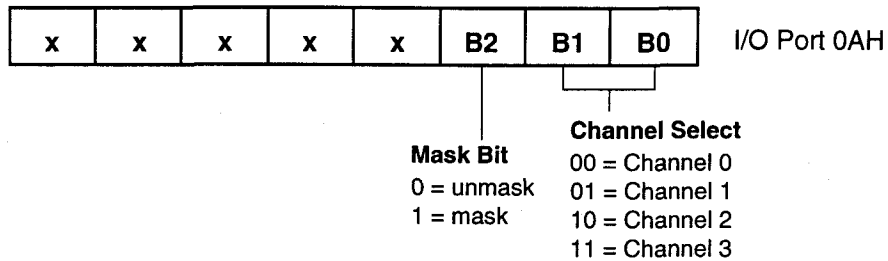 x x x x x B2 B1 B0 I/O Port 0AH
Mask Bit
0 = unmask
1 = mask
Channel Select
00 = Channel 0
01 = Channel 1
10 = Channel 2
11 = Channel 3